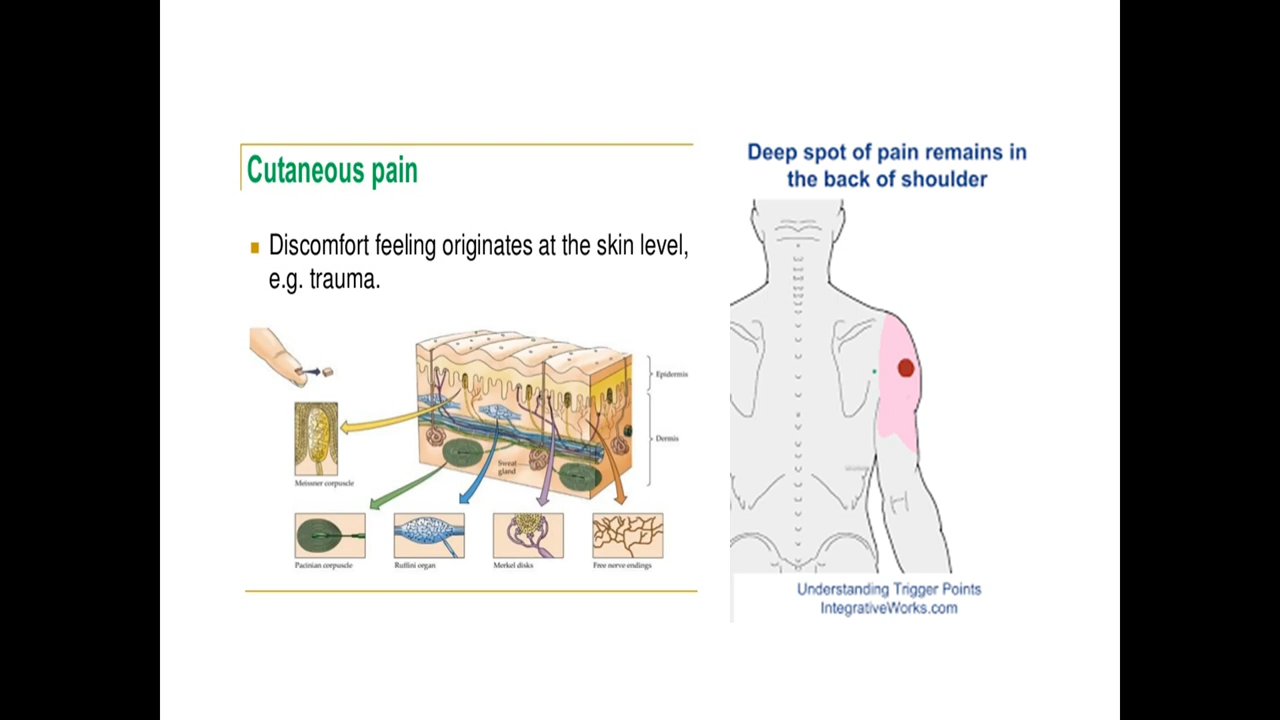 Cutaneous pain
Discomfort feeling originates at the skin level,
e.g. trauma.
Epidermis
Dermis
Sweat
gland
Meissner corpuscle
Pacinian corpuscle
Ruffini organ
Merkel disks
Free nerve endings
Deep spot of pain remains in
the back of shoulder
Understanding Trigger Points
IntegrativeWorks.com